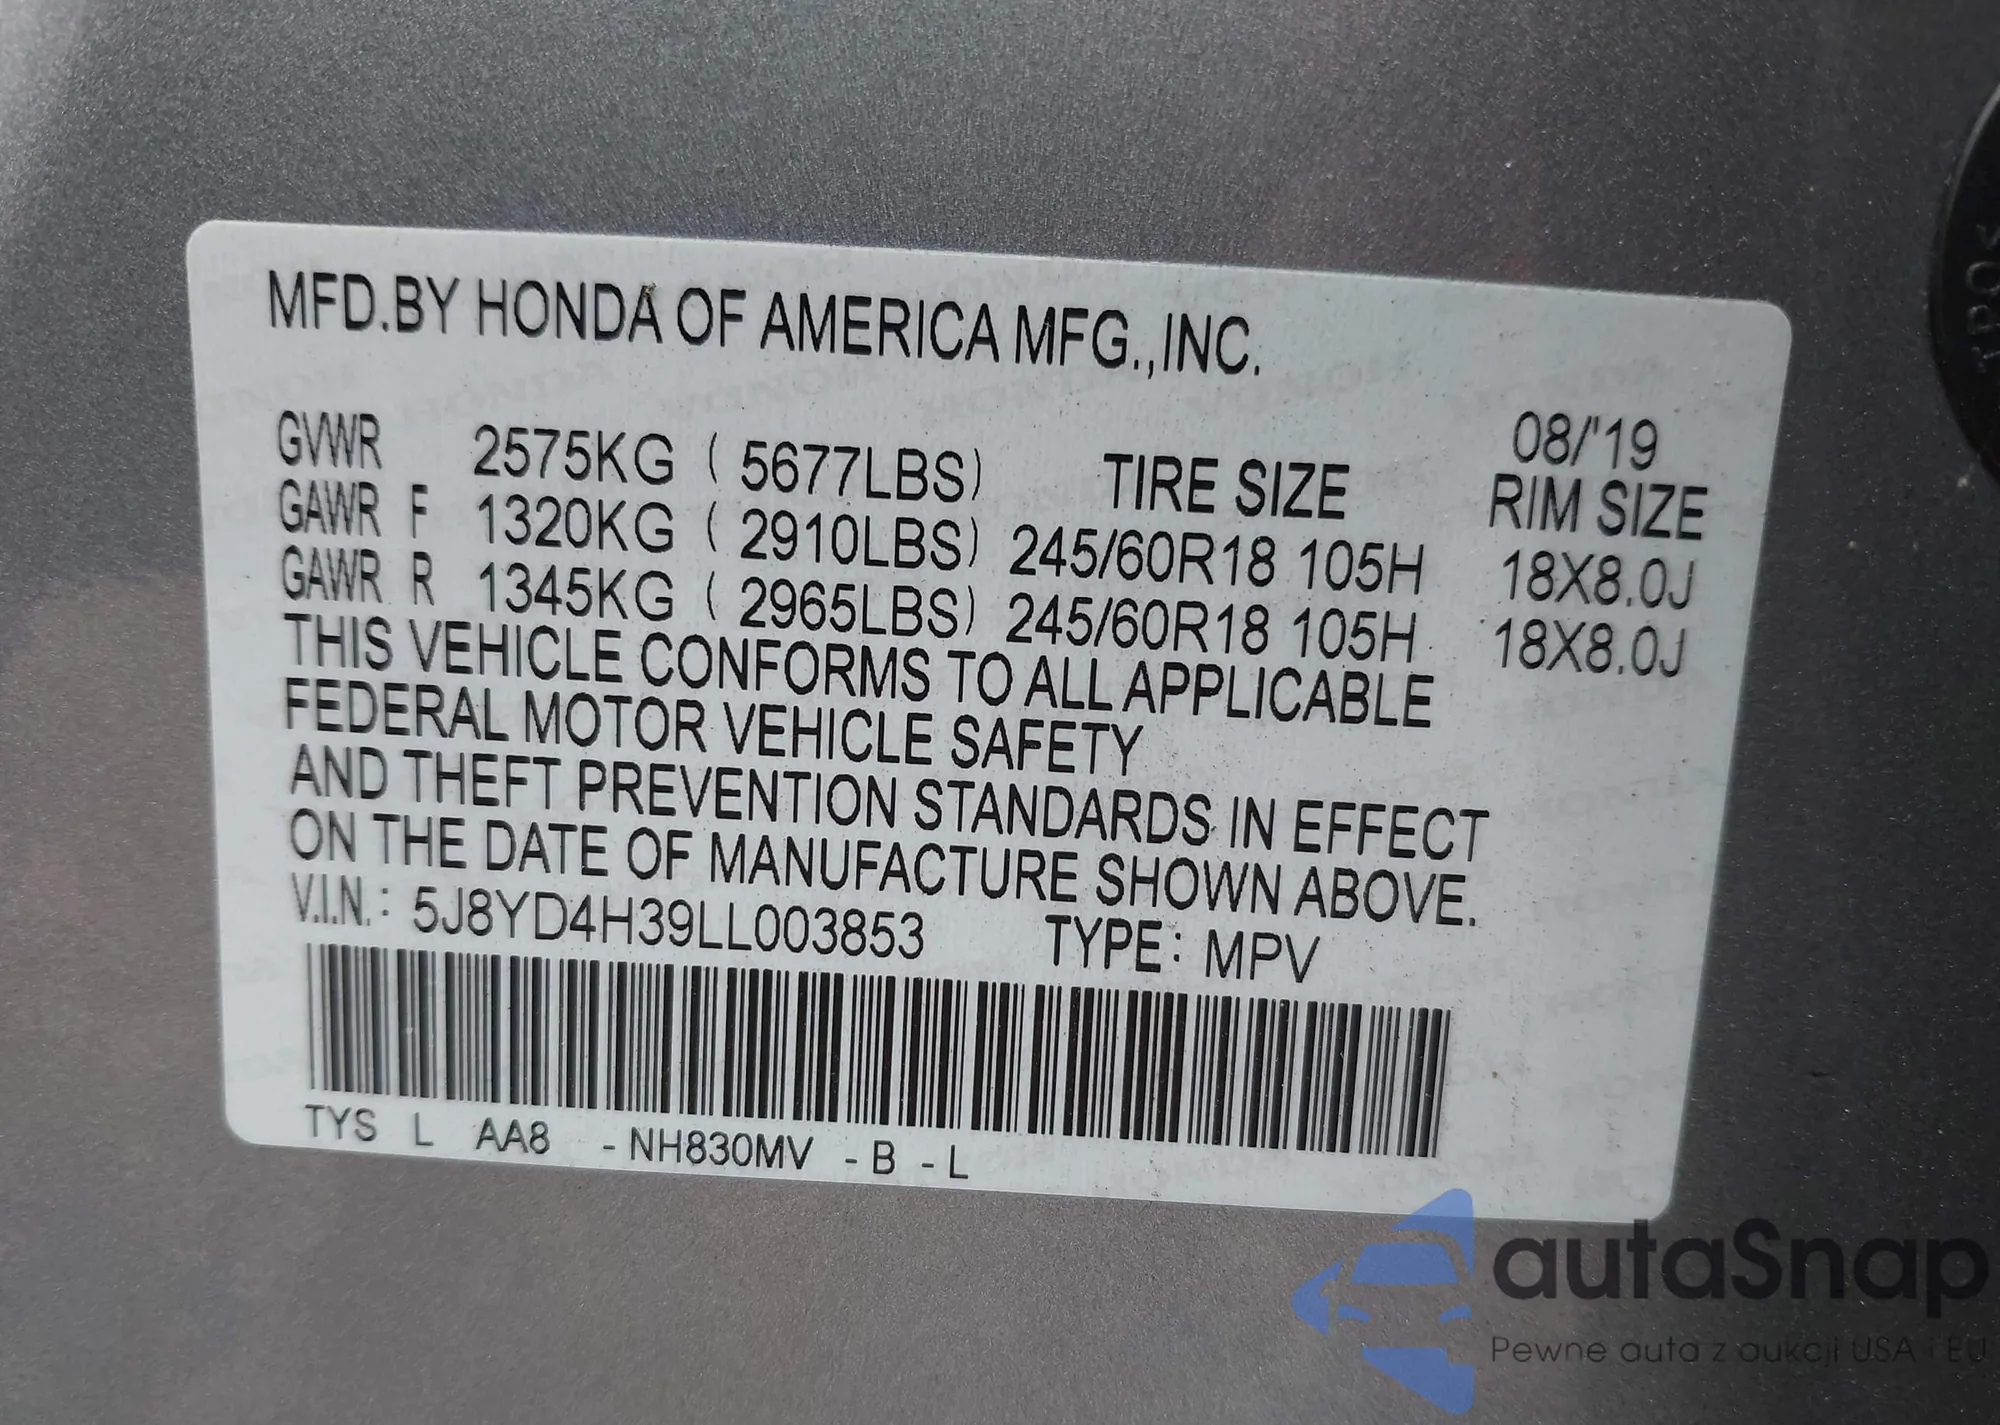 MFD.BY HONDA OF AMERICA MFG.,INC.
08/'19
GVWR 2575KG ( 5677LBS) TIRE SIZE RIM SIZE
GAWR F 1320KG ( 2910LBS) 245/60R18 105H 18X8.0J
GAWR R 1345KG ( 2965LBS) 245/60R18 105H 18X8.0J
THIS VEHICLE CONFORMS TO ALL APPLICABLE
FEDERAL MOTOR VEHICLE SAFETY
AND THEFT PREVENTION STANDARDS IN EFFECT
ON THE DATE OF MANUFACTURE SHOWN ABOVE.
V.I.N.: 5J8YD4H39LL003853 TYPE: MPV
TYS L AA8 - NH830MV - B - L
autaSnap
Pewne auta z aukcji USA i EU